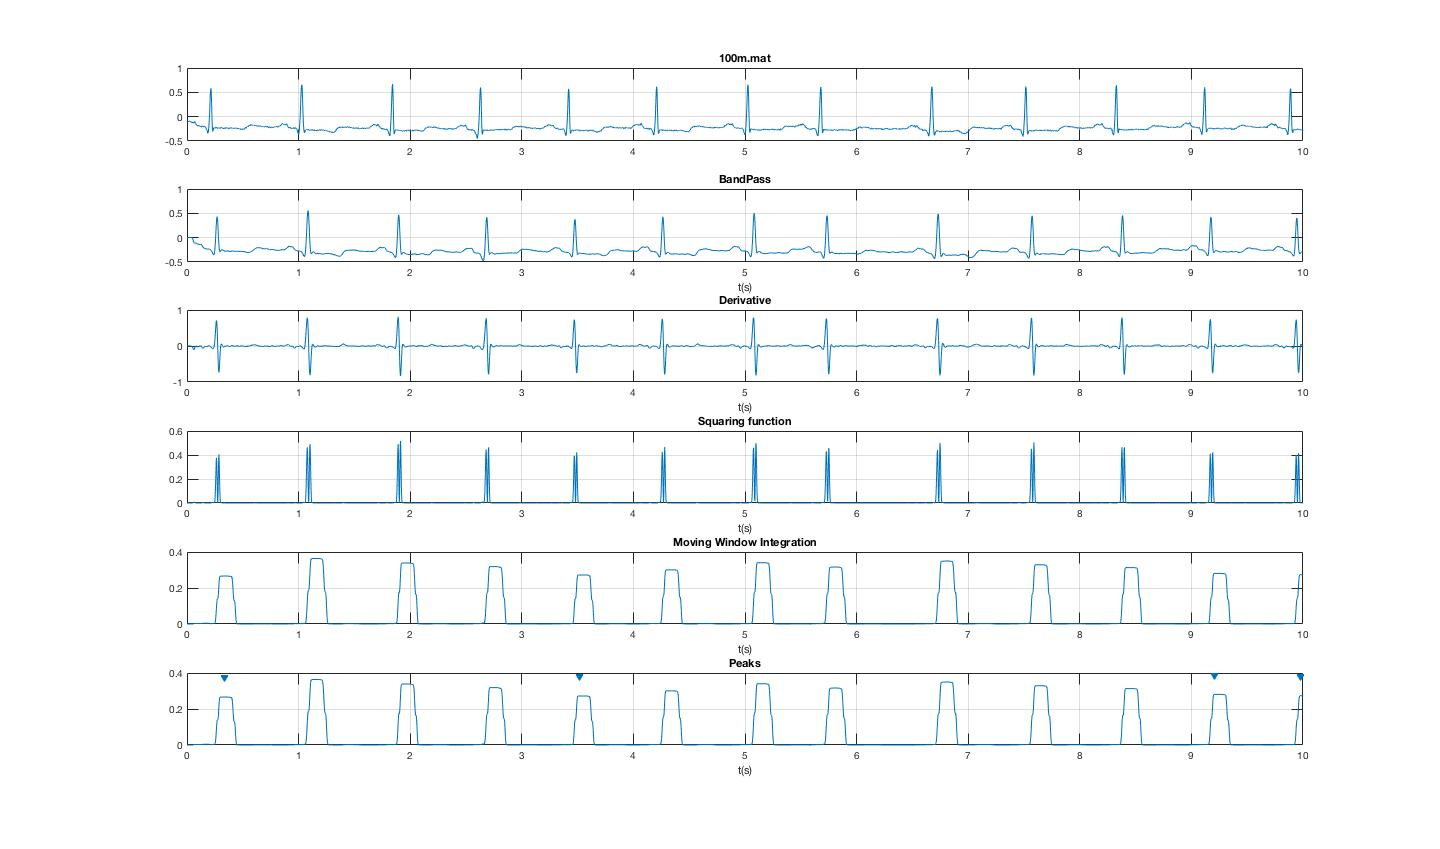 100m.mat
1
0.5
0
-0.5
0 1 2 3 4 5 6 7 8 9 10
BandPass
1
0.5
0
-0.5
0 1 2 3 4 5 6 7 8 9 10
t(s)
Derivative
1
0
-1
0 1 2 3 4 5 6 7 8 9 10
t(s)
Squaring function
0.6
0.4
0.2
0
0 1 2 3 4 5 6 7 8 9 10
t(s)
Moving Window Integration
0.4
0.2
0
0 1 2 3 4 5 6 7 8 9 10
t(s)
Peaks
0.4
0.2
0
0 1 2 3 4 5 6 7 8 9 10
t(s)